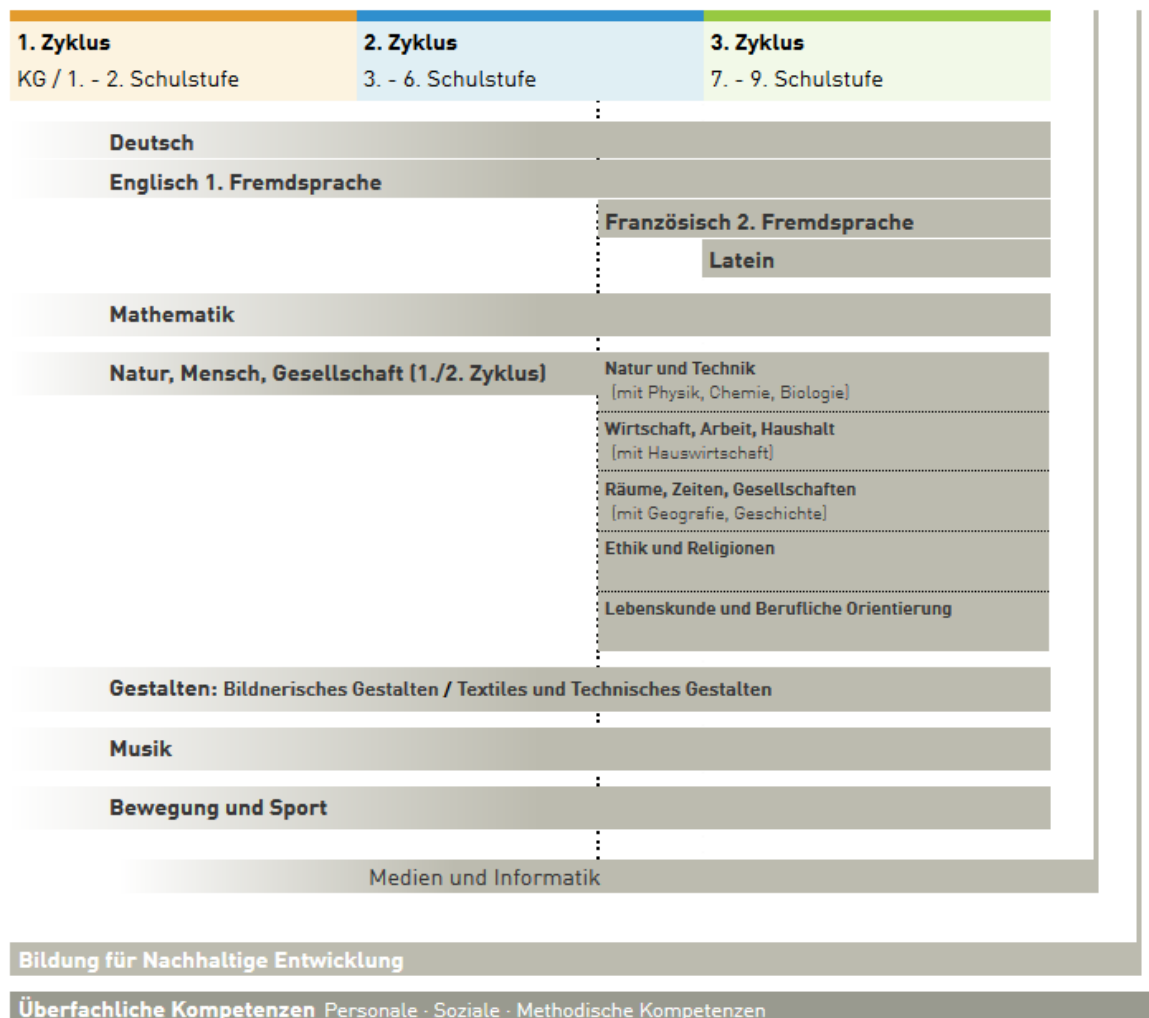 1. Zyklus
KG / 1. - 2. Schulstufe
2. Zyklus
3. - 6. Schulstufe
3. Zyklus
7. - 9. Schulstufe
Deutsch
Englisch 1. Fremdsprache
Französisch 2. Fremdsprache
Latein
Mathematik
Natur, Mensch, Gesellschaft (1./2. Zyklus)
Natur und Technik
(mit Physik, Chemie, Biologie)
Wirtschaft, Arbeit, Haushalt
(mit Hauswirtschaft)
Räume, Zeiten, Gesellschaften
(mit Geografie, Geschichte)
Ethik und Religionen
Lebenskunde und Berufliche Orientierung
Gestalten: Bildnerisches Gestalten / Textiles und Technisches Gestalten
Musik
Bewegung und Sport
Medien und Informatik
Bildung für Nachhaltige Entwicklung
Überfachliche Kompetenzen Personale · Soziale · Methodische Kompetenzen